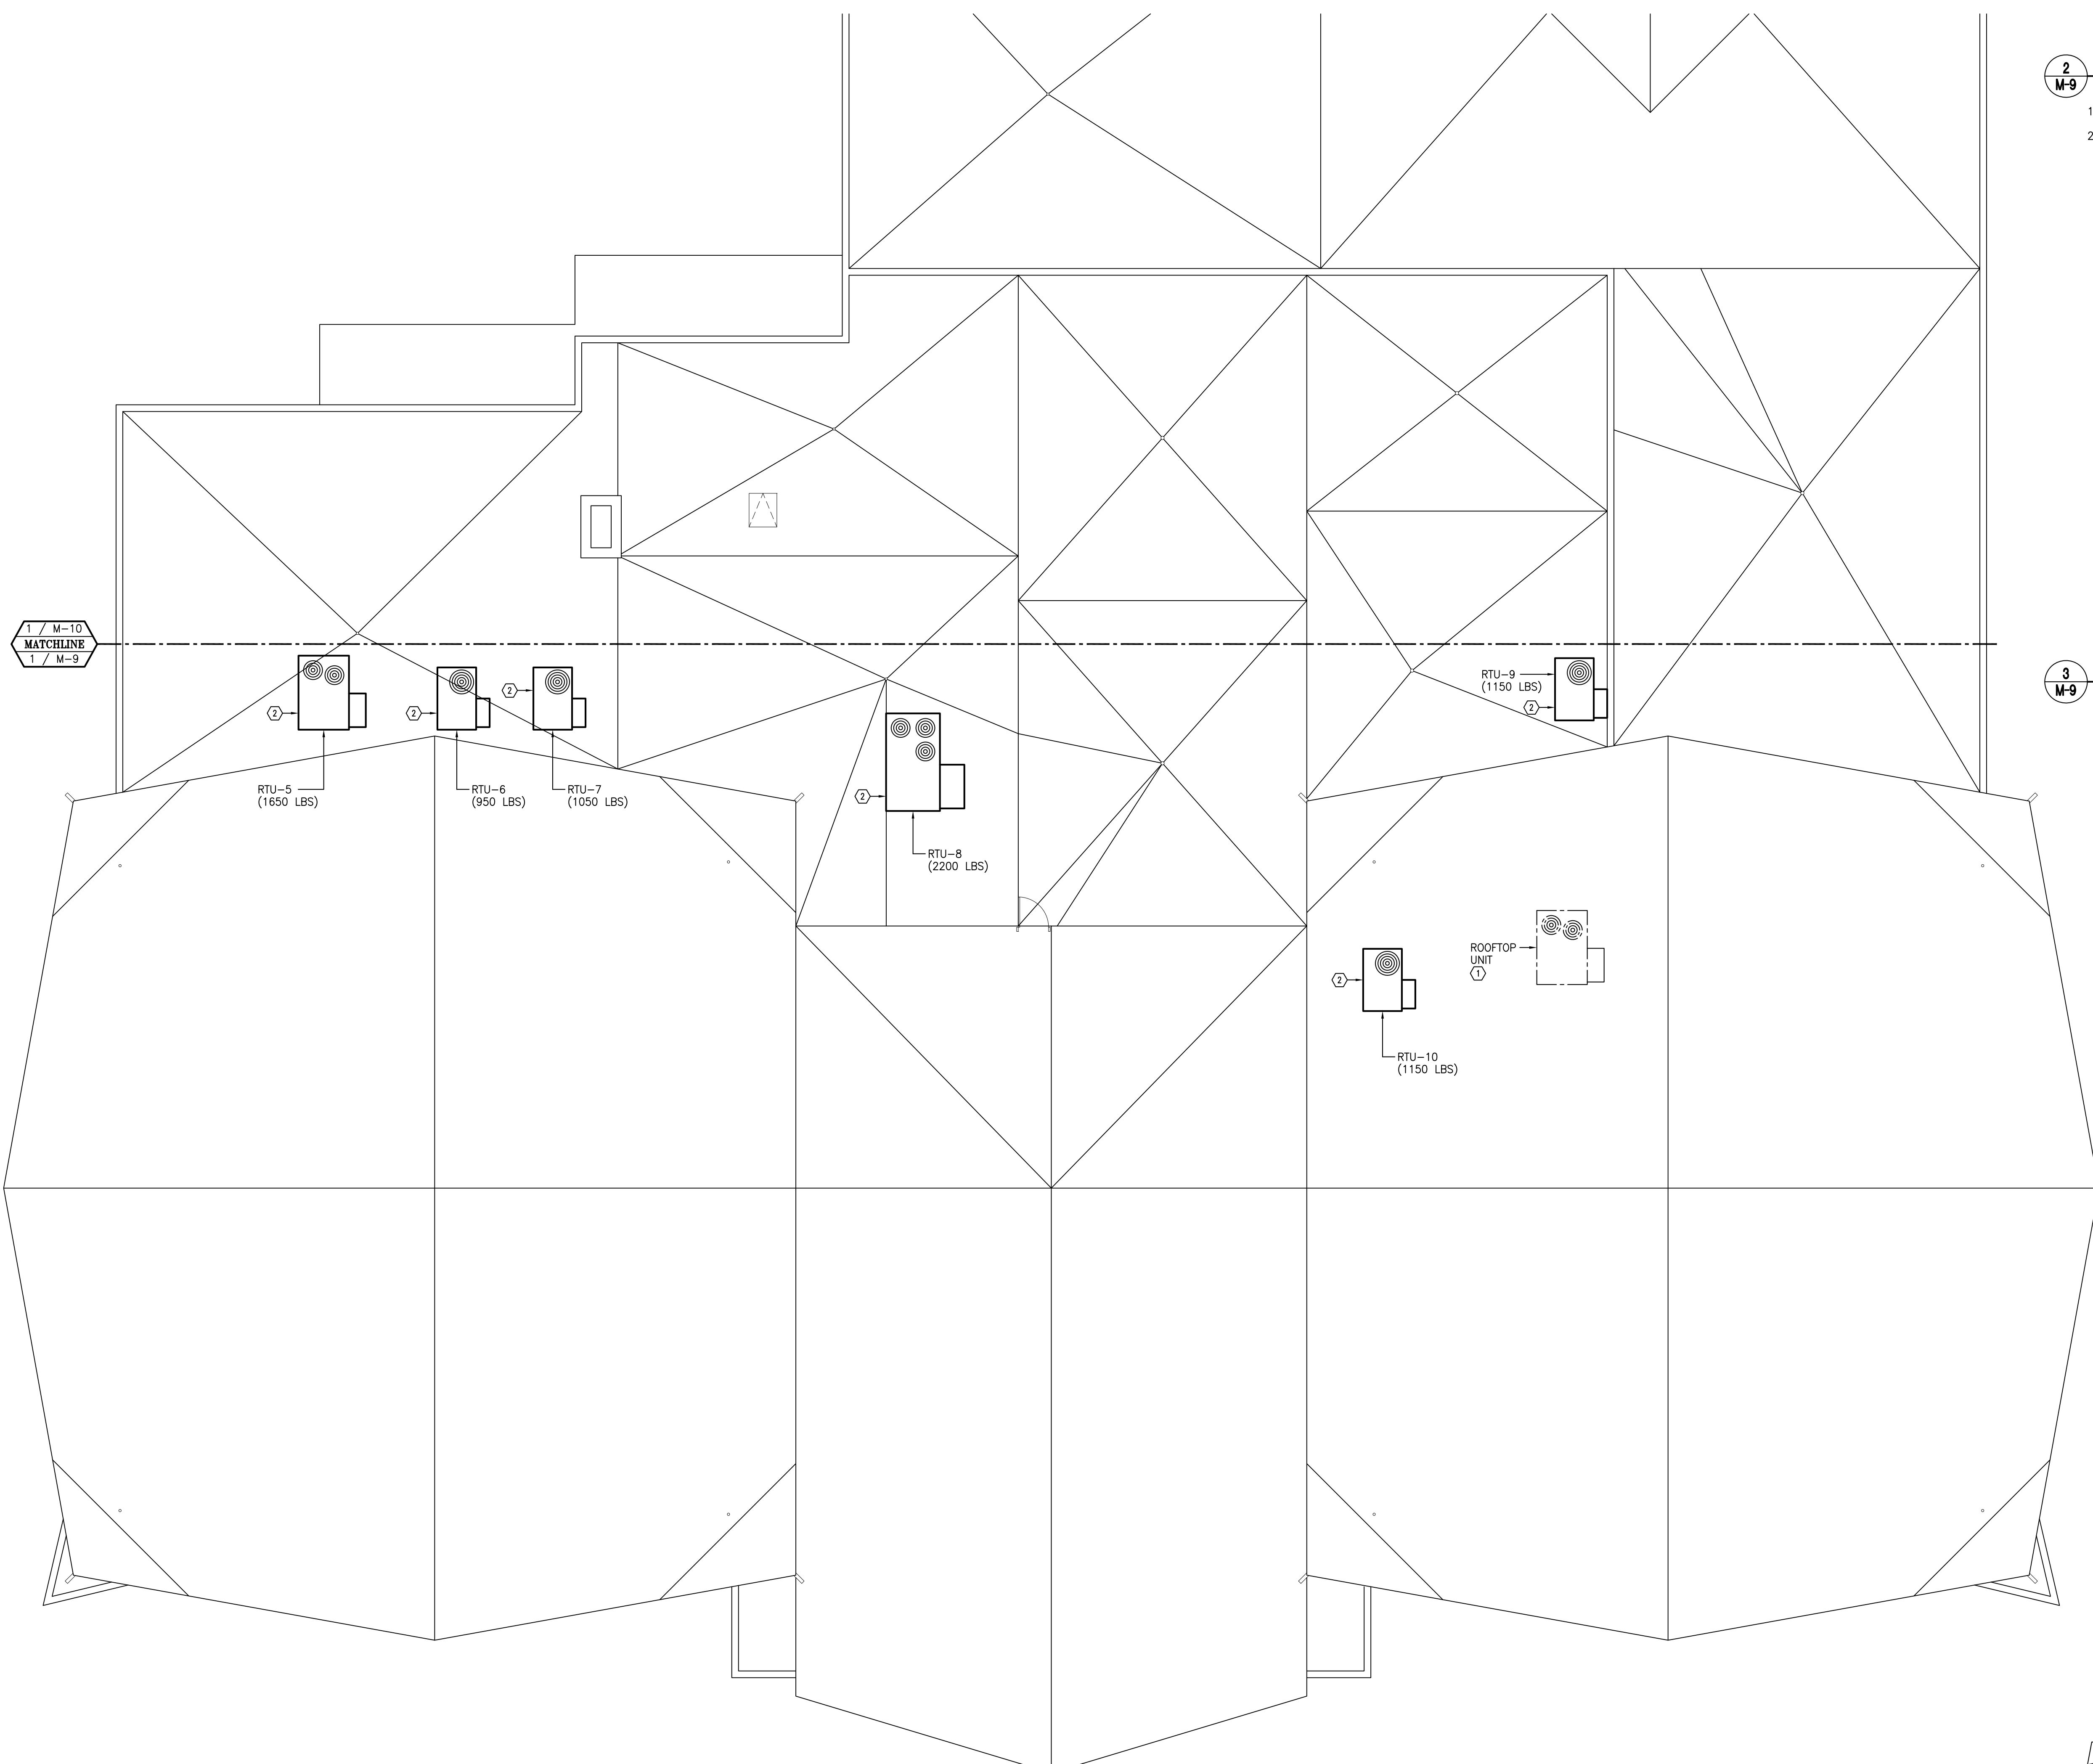 2
M-9
1
2
1 / M-10
MATCHLINE
1 / M-9
RTU-9
(1150 LBS)
2
3
M-9
2
2
2
RTU-5
(1650 LBS)
RTU-6
(950 LBS)
RTU-7
(1050 LBS)
2
RTU-8
(2200 LBS)
ROOFTOP
UNIT
1
2
RTU-10
(1150 LBS)